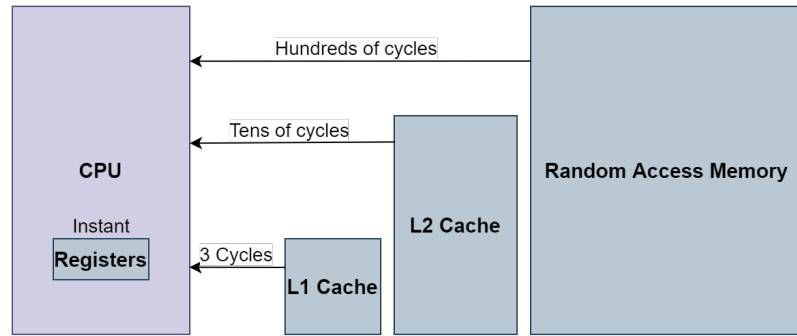 Hundreds of cycles
Tens of cycles
CPU
Random Access Memory
Instant
L2 Cache
Registers
3 Cycles
L1 Cache